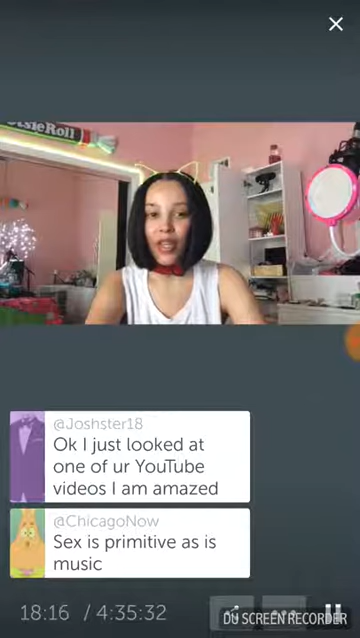 tsieRoll
@Joshster18
Ok I just looked at
one of ur YouTube
videos I am amazed
@ChicagoNow
Sex is primitive as is
music
18:16 / 4:35:32
DU SCREEN RECORDER